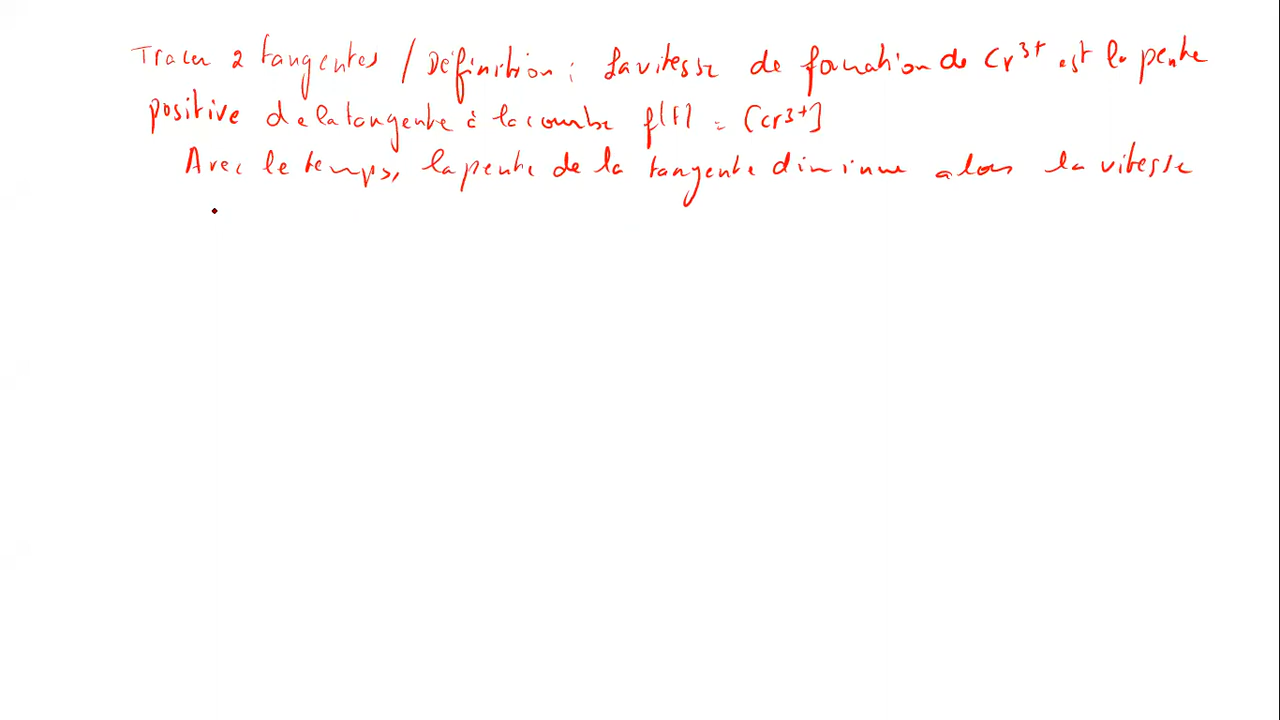 Tracer 2 tangentes / Définition : la vitesse de formation de Cr³⁺ est la pente
positive de la tangente à la courbe f(t) = [Cr³⁺]
Avec le temps, la pente de la tangente diminue alors la vitesse